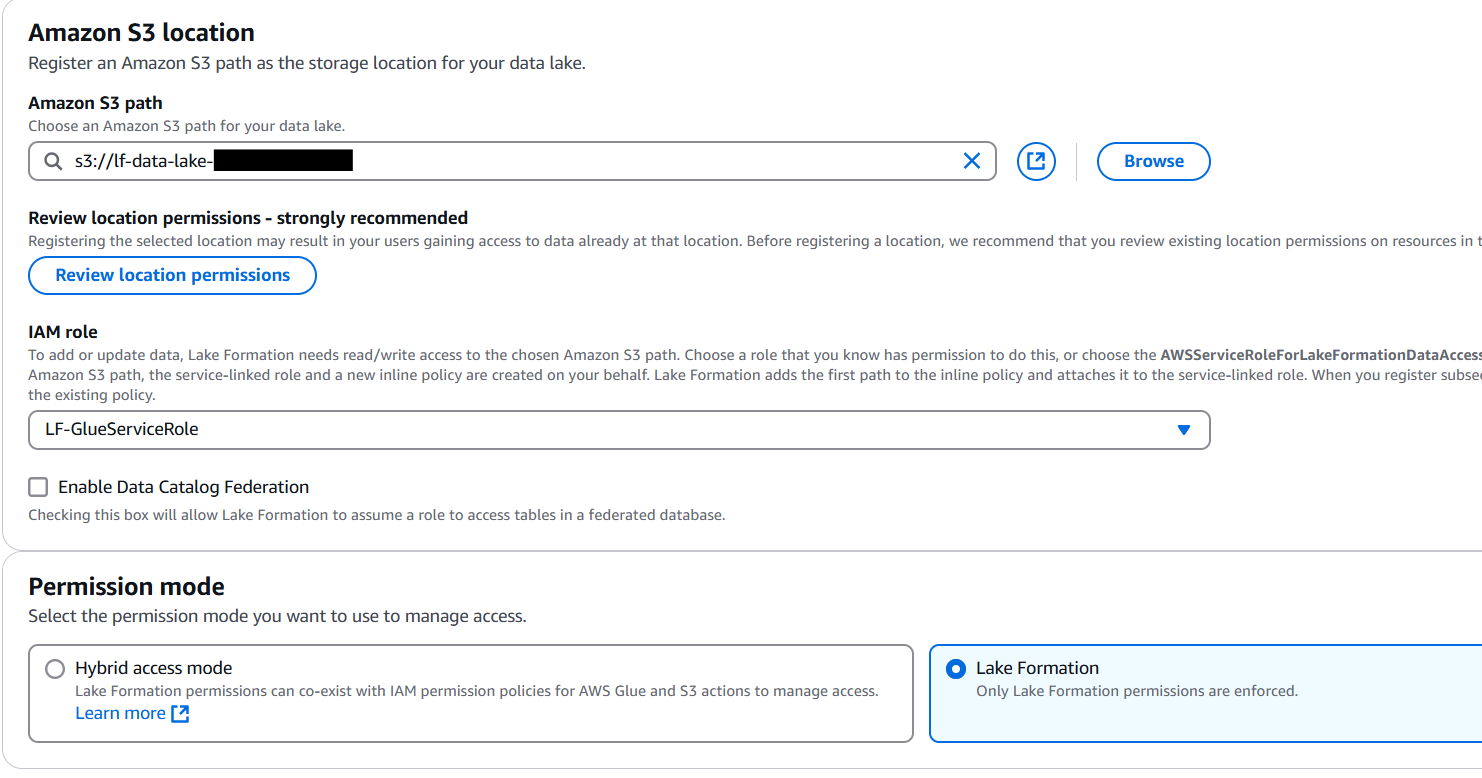 Amazon S3 location
Register an Amazon S3 path as the storage location for your data lake.
Amazon S3 path
Choose an Amazon S3 path for your data lake.
s3://lf-data-lake-
Browse
Review location permissions - strongly recommended
Registering the selected location may result in your users gaining access to data already at that location. Before registering a location, we recommend that you review existing location permissions on resources in
Review location permissions
IAM role
To add or update data, Lake Formation needs read/write access to the chosen Amazon S3 path. Choose a role that you know has permission to do this, or choose the AWSServiceRoleForLakeFormationDataAccess
Amazon S3 path, the service-linked role and a new inline policy are created on your behalf. Lake Formation adds the first path to the inline policy and attaches it to the service-linked role. When you register
the existing policy.
LF-GlueServiceRole
Enable Data Catalog Federation
Checking this box will allow Lake Formation to assume a role to access tables in a federated database.
Permission mode
Select the permission mode you want to use to manage access.
Hybrid access mode
Lake Formation permissions can co-exist with IAM permission policies for AWS Glue and S3 actions to manage access.
Learn more
Lake Formation
Only Lake Formation permissions are enforced.